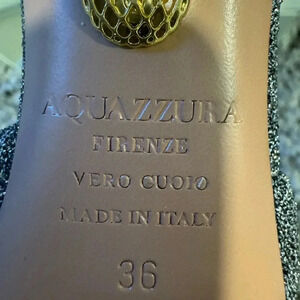 AQUAZZURA
FIRENZE
VERO CUOIO
MADE IN ITALY
36